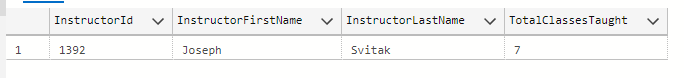 InstructorId InstructorFirstName InstructorLastName TotalClassesTaught
1 1392 Joseph Svitak 7